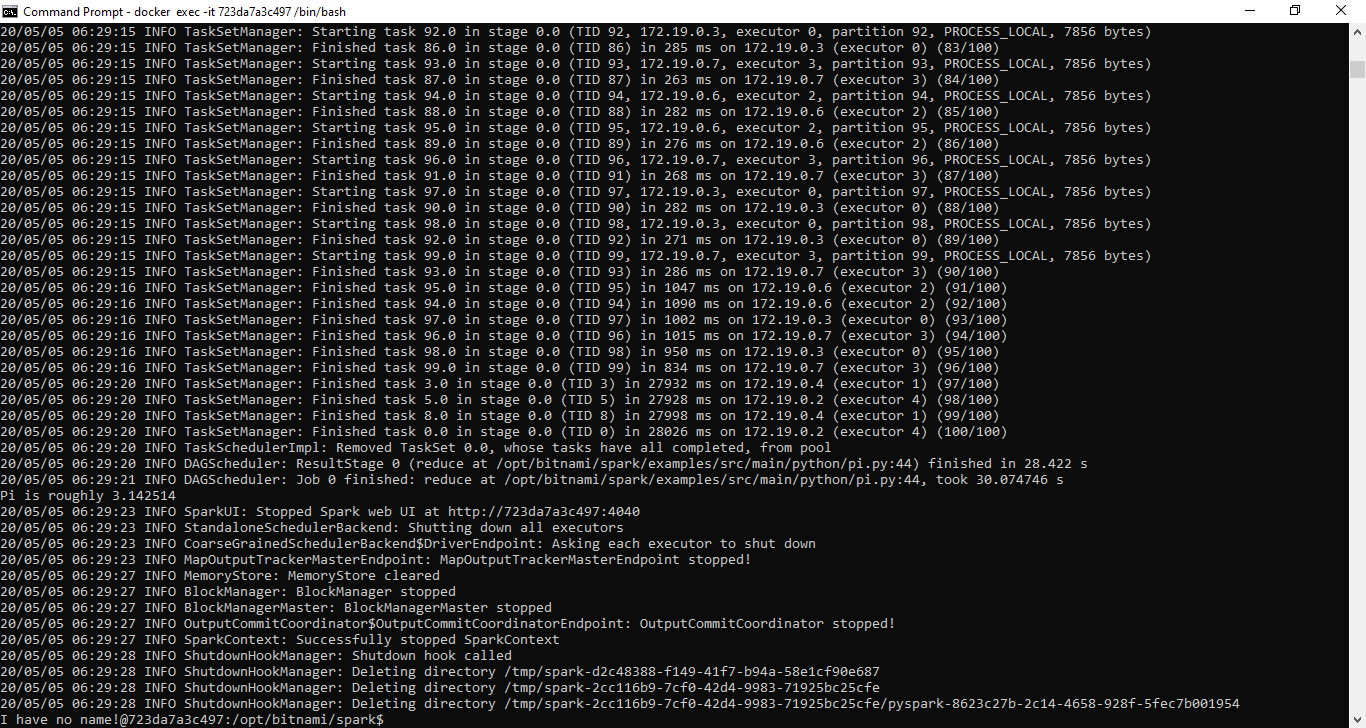 Command Prompt - docker exec -it 723da7a3c497 /bin/bash
20/05/05 06:29:15 INFO TaskSetManager: Starting task 92.0 in stage 0.0 (TID 92, 172.19.0.3, executor 0, partition 92, PROCESS_LOCAL, 7856 bytes)
20/05/05 06:29:15 INFO TaskSetManager: Finished task 86.0 in stage 0.0 (TID 86) in 285 ms on 172.19.0.3 (executor 0) (83/100)
20/05/05 06:29:15 INFO TaskSetManager: Starting task 93.0 in stage 0.0 (TID 93, 172.19.0.7, executor 3, partition 93, PROCESS_LOCAL, 7856 bytes)
20/05/05 06:29:15 INFO TaskSetManager: Finished task 87.0 in stage 0.0 (TID 87) in 263 ms on 172.19.0.7 (executor 3) (84/100)
20/05/05 06:29:15 INFO TaskSetManager: Starting task 94.0 in stage 0.0 (TID 94, 172.19.0.6, executor 2, partition 94, PROCESS_LOCAL, 7856 bytes)
20/05/05 06:29:15 INFO TaskSetManager: Finished task 88.0 in stage 0.0 (TID 88) in 282 ms on 172.19.0.6 (executor 2) (85/100)
20/05/05 06:29:15 INFO TaskSetManager: Starting task 95.0 in stage 0.0 (TID 95, 172.19.0.6, executor 2, partition 95, PROCESS_LOCAL, 7856 bytes)
20/05/05 06:29:15 INFO TaskSetManager: Finished task 89.0 in stage 0.0 (TID 89) in 276 ms on 172.19.0.6 (executor 2) (86/100)
20/05/05 06:29:15 INFO TaskSetManager: Starting task 96.0 in stage 0.0 (TID 96, 172.19.0.7, executor 3, partition 96, PROCESS_LOCAL, 7856 bytes)
20/05/05 06:29:15 INFO TaskSetManager: Finished task 91.0 in stage 0.0 (TID 91) in 268 ms on 172.19.0.7 (executor 3) (87/100)
20/05/05 06:29:15 INFO TaskSetManager: Starting task 97.0 in stage 0.0 (TID 97, 172.19.0.3, executor 0, partition 97, PROCESS_LOCAL, 7856 bytes)
20/05/05 06:29:15 INFO TaskSetManager: Finished task 90.0 in stage 0.0 (TID 90) in 282 ms on 172.19.0.3 (executor 0) (88/100)
20/05/05 06:29:15 INFO TaskSetManager: Starting task 98.0 in stage 0.0 (TID 98, 172.19.0.3, executor 0, partition 98, PROCESS_LOCAL, 7856 bytes)
20/05/05 06:29:15 INFO TaskSetManager: Finished task 92.0 in stage 0.0 (TID 92) in 271 ms on 172.19.0.3 (executor 0) (89/100)
20/05/05 06:29:15 INFO TaskSetManager: Starting task 99.0 in stage 0.0 (TID 99, 172.19.0.7, executor 3, partition 99, PROCESS_LOCAL, 7856 bytes)
20/05/05 06:29:15 INFO TaskSetManager: Finished task 93.0 in stage 0.0 (TID 93) in 286 ms on 172.19.0.7 (executor 3) (90/100)
20/05/05 06:29:16 INFO TaskSetManager: Finished task 95.0 in stage 0.0 (TID 95) in 1047 ms on 172.19.0.6 (executor 2) (91/100)
20/05/05 06:29:16 INFO TaskSetManager: Finished task 94.0 in stage 0.0 (TID 94) in 1090 ms on 172.19.0.6 (executor 2) (92/100)
20/05/05 06:29:16 INFO TaskSetManager: Finished task 97.0 in stage 0.0 (TID 97) in 1002 ms on 172.19.0.3 (executor 0) (93/100)
20/05/05 06:29:16 INFO TaskSetManager: Finished task 96.0 in stage 0.0 (TID 96) in 1015 ms on 172.19.0.7 (executor 3) (94/100)
20/05/05 06:29:16 INFO TaskSetManager: Finished task 98.0 in stage 0.0 (TID 98) in 950 ms on 172.19.0.3 (executor 0) (95/100)
20/05/05 06:29:16 INFO TaskSetManager: Finished task 99.0 in stage 0.0 (TID 99) in 834 ms on 172.19.0.7 (executor 3) (96/100)
20/05/05 06:29:20 INFO TaskSetManager: Finished task 3.0 in stage 0.0 (TID 3) in 27932 ms on 172.19.0.4 (executor 1) (97/100)
20/05/05 06:29:20 INFO TaskSetManager: Finished task 5.0 in stage 0.0 (TID 5) in 27928 ms on 172.19.0.2 (executor 4) (98/100)
20/05/05 06:29:20 INFO TaskSetManager: Finished task 8.0 in stage 0.0 (TID 8) in 27998 ms on 172.19.0.4 (executor 1) (99/100)
20/05/05 06:29:20 INFO TaskSetManager: Finished task 0.0 in stage 0.0 (TID 0) in 28026 ms on 172.19.0.2 (executor 4) (100/100)
20/05/05 06:29:20 INFO TaskSchedulerImpl: Removed TaskSet 0.0, whose tasks have all completed, from pool
20/05/05 06:29:20 INFO DAGScheduler: ResultStage 0 (reduce at /opt/bitnami/spark/examples/src/main/python/pi.py:44) finished in 28.422 s
20/05/05 06:29:21 INFO DAGScheduler: Job 0 finished: reduce at /opt/bitnami/spark/examples/src/main/python/pi.py:44, took 30.074746 s
Pi is roughly 3.142514
20/05/05 06:29:23 INFO SparkUI: Stopped Spark web UI at http://723da7a3c497:4040
20/05/05 06:29:23 INFO StandaloneSchedulerBackend: Shutting down all executors
20/05/05 06:29:23 INFO CoarseGrainedSchedulerBackend$DriverEndpoint: Asking each executor to shut down
20/05/05 06:29:23 INFO MapOutputTrackerMasterEndpoint: MapOutputTrackerMasterEndpoint stopped!
20/05/05 06:29:27 INFO MemoryStore: MemoryStore cleared
20/05/05 06:29:27 INFO BlockManager: BlockManager stopped
20/05/05 06:29:27 INFO BlockManagerMaster: BlockManagerMaster stopped
20/05/05 06:29:27 INFO OutputCommitCoordinator$OutputCommitCoordinatorEndpoint: OutputCommitCoordinator stopped!
20/05/05 06:29:27 INFO SparkContext: Successfully stopped SparkContext
20/05/05 06:29:28 INFO ShutdownHookManager: Shutdown hook called
20/05/05 06:29:28 INFO ShutdownHookManager: Deleting directory /tmp/spark-d2c48388-f149-41f7-b94a-58e1cf90e687
20/05/05 06:29:28 INFO ShutdownHookManager: Deleting directory /tmp/spark-2cc116b9-7cf0-42d4-9983-71925bc25cfe
20/05/05 06:29:28 INFO ShutdownHookManager: Deleting directory /tmp/spark-2cc116b9-7cf0-42d4-9983-71925bc25cfe/pyspark-8623c27b-2c14-4658-928f-5fec7b001954
I have no name!@723da7a3c497:/opt/bitnami/spark$